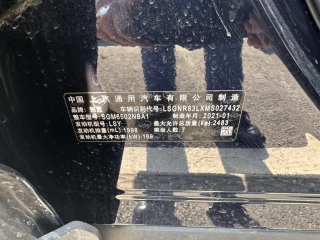 中国 上汽通用汽车有限公司制造
品牌: 别克 车辆识别代号: LSGNR83LXMS027432
整车型号: SGM6502NBA1 制造年月: 2021-01
发动机型号: LSY 最大允许总质量(kg): 2483
发动机排量(mL): 1998 乘坐人数: 7
发动机最大净功率(kW): 169